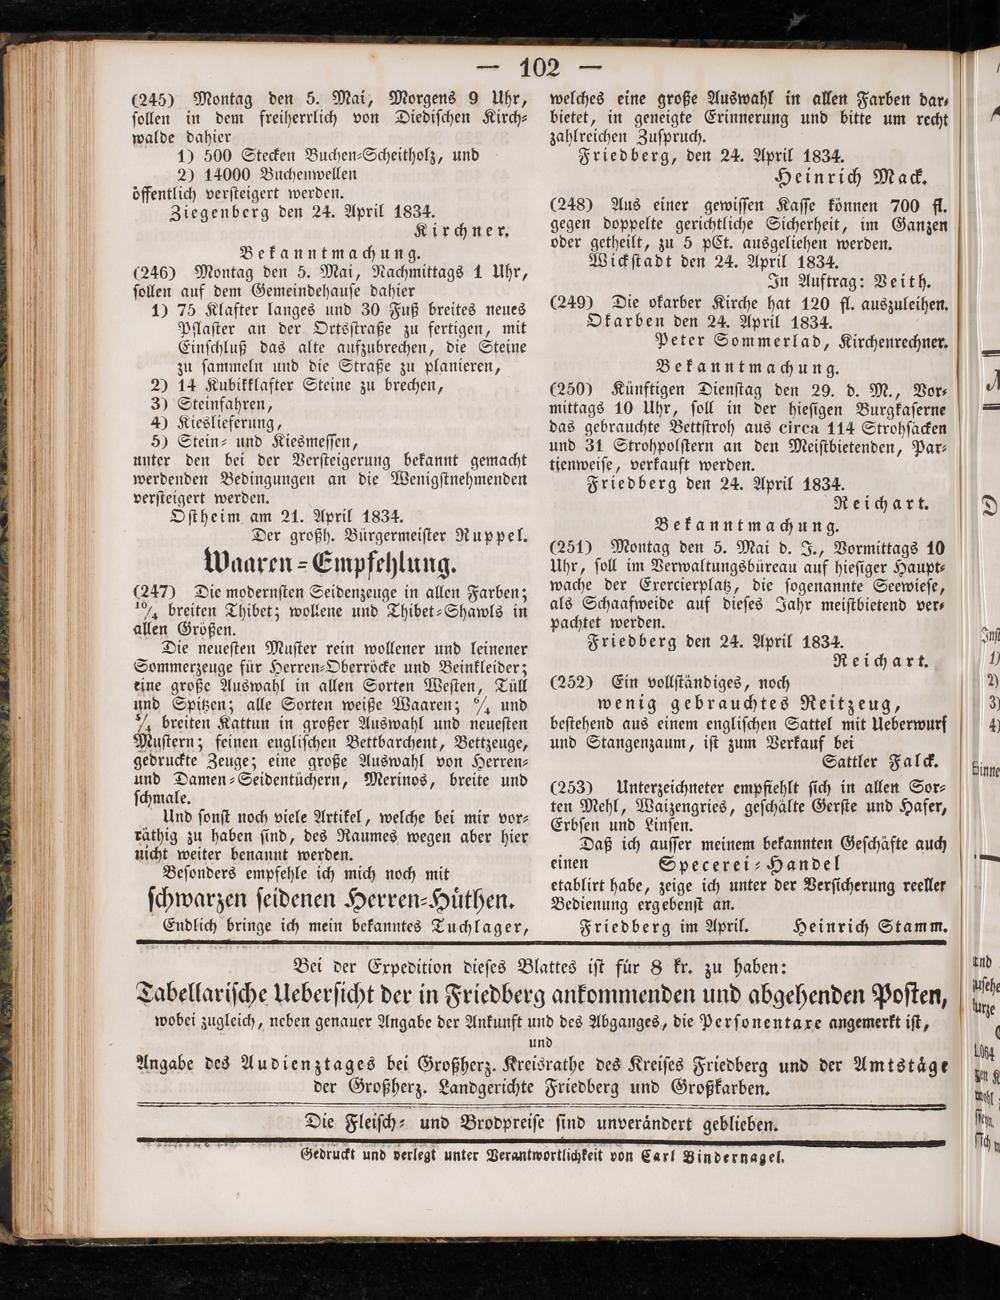 — 102 —
(245) Montag den 5. Mai, Morgens 9 Uhr,
sollen in dem freiherrlich von Diedischen Kirch-
walde dahier
1) 500 Stecken Buchen-Scheitholz, und
2) 14000 Buchenwellen
öffentlich versteigert werden.
Ziegenberg den 24. April 1834.
Kirchner.
Bekanntmachung.
(246) Montag den 5. Mai, Nachmittags 1 Uhr,
sollen auf dem Gemeindehause dahier
1) 75 Klafter langes und 30 Fuß breites neues
Pflaster an der Ortsstraße zu fertigen, mit
Einschluß das alte aufzubrechen, die Steine
zu sammeln und die Straße zu planieren,
2) 14 Kubikklafter Steine zu brechen,
3) Steinfahren,
4) Kieslieferung,
5) Stein- und Kiesmessen,
unter den bei der Versteigerung bekannt gemacht
werdenden Bedingungen an die Wenigstnehmenden
versteigert werden.
Ostheim am 21. April 1834.
Der großh. Bürgermeister Ruppel.
Waaren-Empfehlung.
(247) Die modernsten Seidenzeuge in allen Farben;
10/4 breiten Thibet; wollene und Thibet-Shawls in
allen Größen.
Die neuesten Muster rein wollener und leinener
Sommerzeuge für Herren-Oberröcke und Beinkleider;
eine große Auswahl in allen Sorten Westen, Tüll
und Spitzen; alle Sorten weiße Waaren; 6/4 und
5/4 breiten Kattun in großer Auswahl und neuesten
Mustern; feinen englischen Bettbarchent, Bettzeuge,
gedruckte Zeuge; eine große Auswahl von Herren-
und Damen-Seidentüchern, Merinos, breite und
schmale.
Und sonst noch viele Artikel, welche bei mir vor-
räthig zu haben sind, des Raumes wegen aber hier
nicht weiter benannt werden.
Besonders empfehle ich mich noch mit
schwarzen seidenen Herren-Hüthen.
Endlich bringe ich mein bekanntes Tuchlager,
welches eine große Auswahl in allen Farben dar-
bietet, in geneigte Erinnerung und bitte um recht
zahlreichen Zuspruch.
Friedberg, den 24. April 1834.
Heinrich Mack.
(248) Aus einer gewissen Kasse können 700 fl.
gegen doppelte gerichtliche Sicherheit, im Ganzen
oder getheilt, zu 5 pCt. ausgeliehen werden.
Wickstadt den 24. April 1834.
In Auftrag: Veith.
(249) Die okarber Kirche hat 120 fl. auszuleihen.
Okarben den 24. April 1834.
Peter Sommerlad, Kirchenrechner.
Bekanntmachung.
(250) Künftigen Dienstag den 29. d. M., Vor-
mittags 10 Uhr, soll in der hiesigen Burgkaserne
das gebrauchte Bettstroh aus circa 114 Strohsäcken
und 31 Strohpolstern an den Meistbietenden, Par-
tienweise, verkauft werden.
Friedberg den 24. April 1834.
Reichart.
Bekanntmachung.
(251) Montag den 5. Mai d. J., Vormittags 10
Uhr, soll im Verwaltungsbüreau auf hiesiger Haupt-
wache der Exercierplatz, die sogenannte Seewiese,
als Schaafweide auf dieses Jahr meistbietend ver-
pachtet werden.
Friedberg den 24. April 1834.
Reichart.
(252) Ein vollständiges, noch
wenig gebrauchtes Reitzeug,
bestehend aus einem englischen Sattel mit Ueberwurf
und Stangenzaum, ist zum Verkauf bei
Sattler Falck.
(253) Unterzeichneter empfiehlt sich in allen Sor-
ten Mehl, Waizengries, geschälte Gerste und Hafer,
Erbsen und Linsen.
Daß ich ausser meinem bekannten Geschäfte auch
einen Specerei-Handel
etablirt habe, zeige ich unter der Versicherung reeller
Bedienung ergebenst an.
Friedberg im April. Heinrich Stamm.
Bei der Expedition dieses Blattes ist für 8 kr. zu haben:
Tabellarische Uebersicht der in Friedberg ankommenden und abgehenden Posten,
wobei zugleich, neben genauer Angabe der Ankunft und des Abganges, die Personentaxe angemerkt ist,
und
Angabe des Audienztages bei Großherz. Kreisrathe des Kreises Friedberg und der Amtstäge
der Großherz. Landgerichte Friedberg und Großkarben.
Die Fleisch- und Brodpreise sind unverändert geblieben.
Gedruckt und verlegt unter Verantwortlichkeit von Carl Bindernagel.
1)
2)
3)
4)